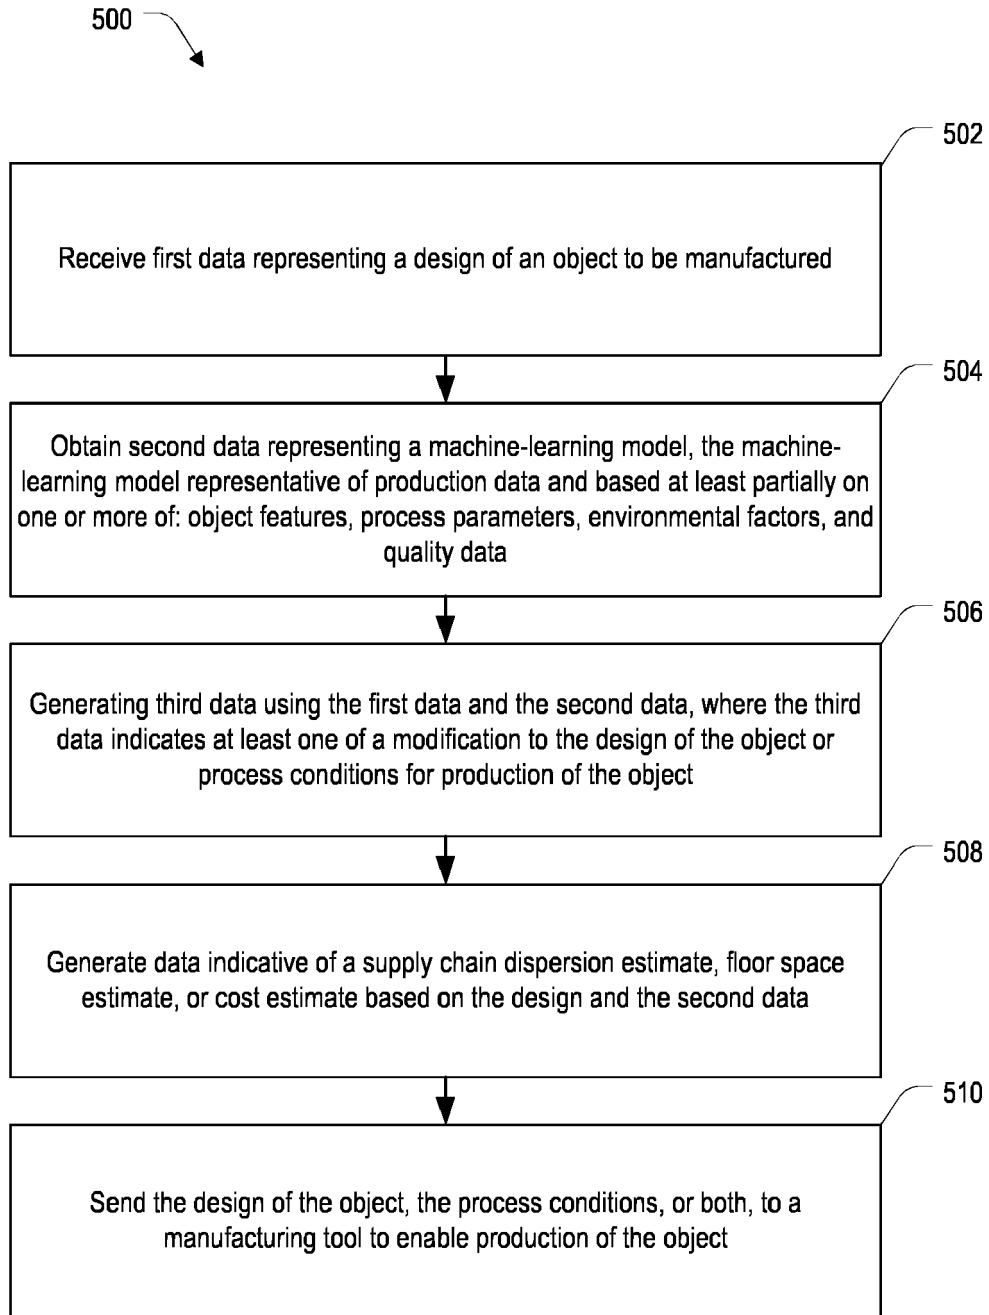 500
502
Receive first data representing a design of an object to be manufactured
504
Obtain second data representing a machine-learning model, the machine-
learning model representative of production data and based at least partially on
one or more of: object features, process parameters, environmental factors, and
quality data
506
Generating third data using the first data and the second data, where the third
data indicates at least one of a modification to the design of the object or
process conditions for production of the object
508
Generate data indicative of a supply chain dispersion estimate, floor space
estimate, or cost estimate based on the design and the second data
510
Send the design of the object, the process conditions, or both, to a
manufacturing tool to enable production of the object